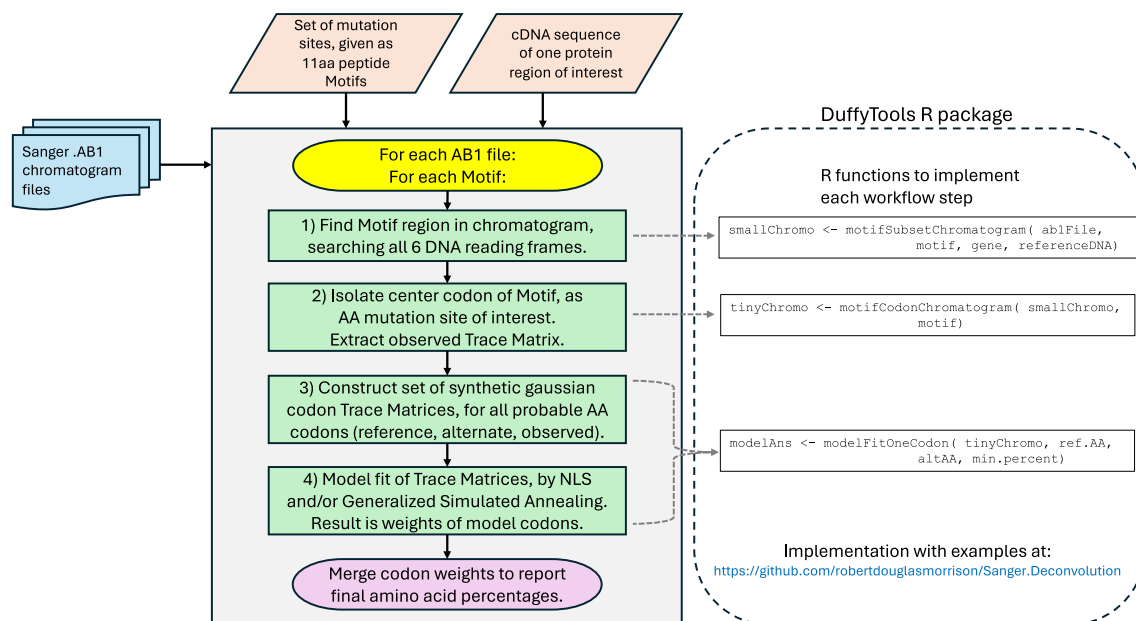 Set of mutation
sites, given as
11aa peptide
Motifs
cDNA sequence
of one protein
region of interest
Sanger .AB1
chromatogram
files
For each AB1 file:
For each Motif:
1) Find Motif region in chromatogram,
searching all 6 DNA reading frames.
2) Isolate center codon of Motif, as
AA mutation site of interest.
Extract observed Trace Matrix.
3) Construct set of synthetic gaussian
codon Trace Matrices, for all probable AA
codons (reference, alternate, observed).
4) Model fit of Trace Matrices, by NLS
and/or Generalized Simulated Annealing.
Result is weights of model codons.
Merge codon weights to report
final amino acid percentages.
DuffyTools R package
R functions to implement
each workflow step
smallChromo <- motifSubsetChromatogram( ab1File,
motif, gene, referenceDNA)
tinyChromo <- motifCodonChromatogram( smallChromo,
motif)
modelAns <- modelFitOneCodon( tinyChromo, ref.AA,
altAA, min.percent)
Implementation with examples at:
https://github.com/robertdouglasmorrison/Sanger.Deconvolution